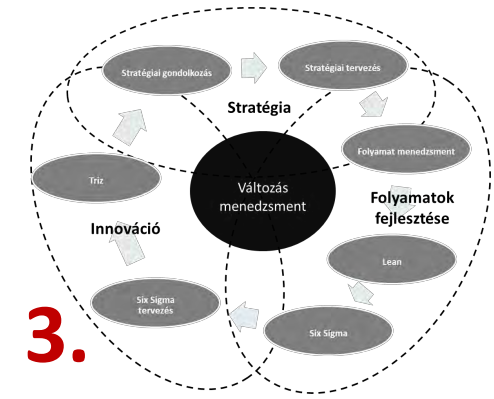 Stratégiai gondolkozás
Stratégiai tervezés
Stratégia
Folyamat menedzsment
Triz
Változás
menedzsment
Folyamatok
fejlesztése
Innováció
Lean
Six Sigma
tervezés
Six Sigma
3.